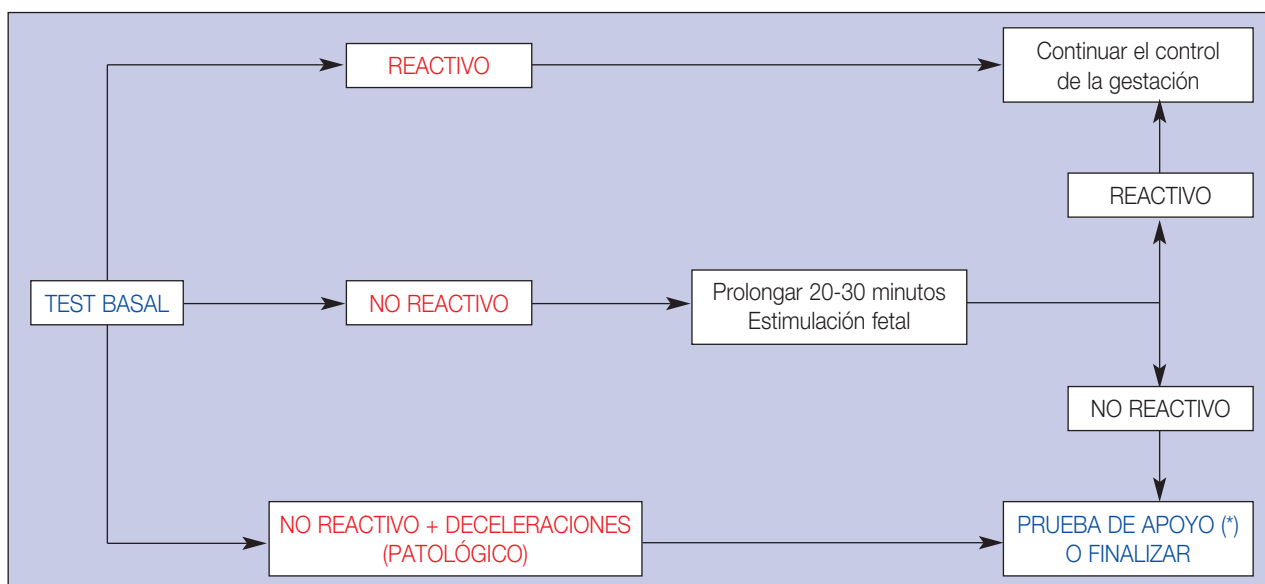 REACTIVO
Continuar el control
de la gestación
REACTIVO
TEST BASAL
NO REACTIVO
Prolongar 20-30 minutos
Estimulación fetal
NO REACTIVO
NO REACTIVO + DECELERACIONES
(PATOLÓGICO)
PRUEBA DE APOYO (*)
O FINALIZAR